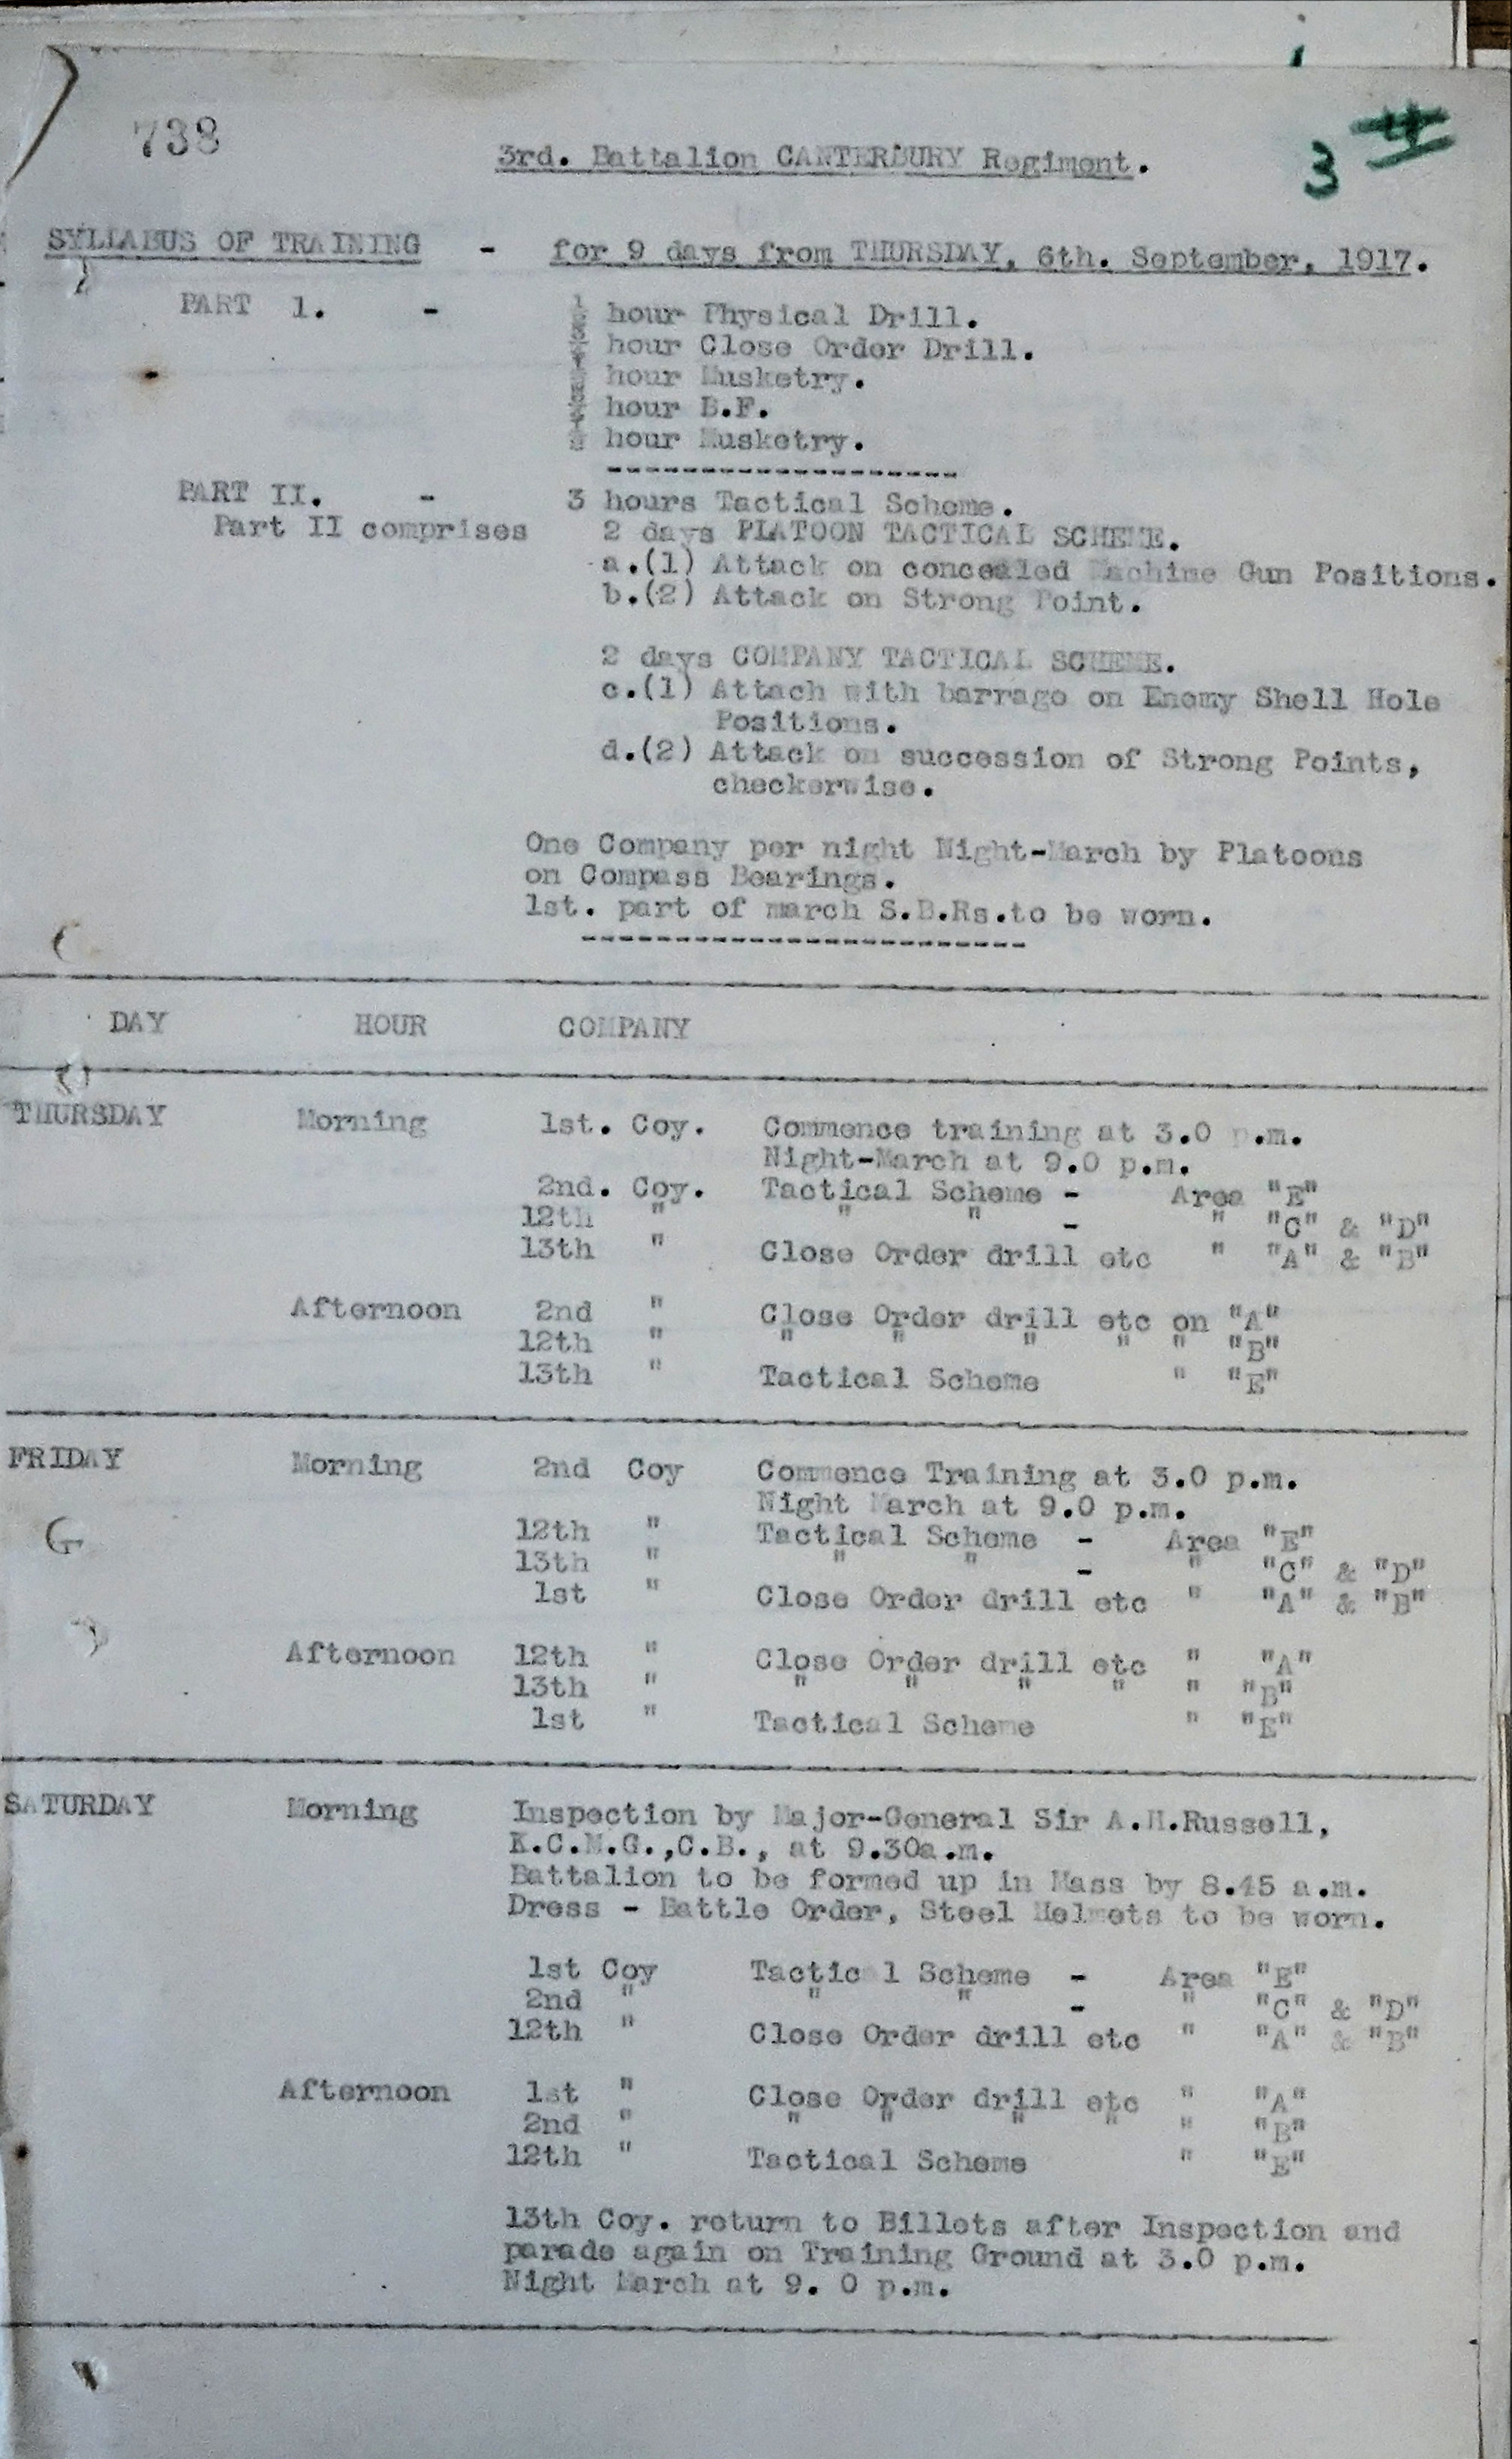 738
3
3rd. Battalion CANTERBURY Regiment.
SYLLABUS OF TRAINING - for 9 days from THURSDAY, 6th. September, 1917.
PART 1. - hour Physical Drill.
hour Close Order Drill.
hour Musketry.
hour B.F.
hour Musketry.
--------------------
PART II. - 3 hours Tactical Scheme.
Part II comprises 2 days PLATOON TACTICAL SCHEME.
a.(1) Attack on concealed Machine Gun Positions.
b.(2) Attack on Strong Point.
2 days COMPANY TACTICAL SCHEME.
c.(1) Attach with barrage on Enemy Shell Hole
Positions.
d.(2) Attack on succession of Strong Points,
checkerwise.
One Company per night Night-March by Platoons
on Compass Bearings.
1st. part of march S.B.Rs.to be worn.
-------------------------
DAY HOUR COMPANY
THURSDAY Morning 1st. Coy. Commence training at 3.0 p.m.
Night-March at 9.0 p.m.
2nd. Coy. Tactical Scheme - Area "E"
12th " " " - " "C" & "D"
13th " Close Order drill etc " "A" & "B"
Afternoon 2nd " Close Order drill etc on "A"
12th " " " " " " "B"
13th " Tactical Scheme " "E"
FRIDAY Morning 2nd Coy Commence Training at 3.0 p.m.
Night March at 9.0 p.m.
12th " Tactical Scheme - Area "E"
13th " " " - " "C" & "D"
1st " Close Order drill etc " "A" & "B"
Afternoon 12th " Close Order drill etc " "A"
13th " " " " " " "B"
1st " Tactical Scheme " "E"
SATURDAY Morning Inspection by Major-General Sir A.H.Russell,
K.C.M.G.,C.B., at 9.30a.m.
Battalion to be formed up in Mass by 8.45 a.m.
Dress - Battle Order, Steel Helmets to be worn.
1st Coy Tactic l Scheme - Area "E"
2nd " " " - " "C" & "D"
12th " Close Order drill etc " "A" & "B"
Afternoon 1st " Close Order drill etc " "A"
2nd " " " " " " "B"
12th " Tactical Scheme " "E"
13th Coy. return to Billets after Inspection and
parade again on Training Ground at 3.0 p.m.
Night March at 9. 0 p.m.